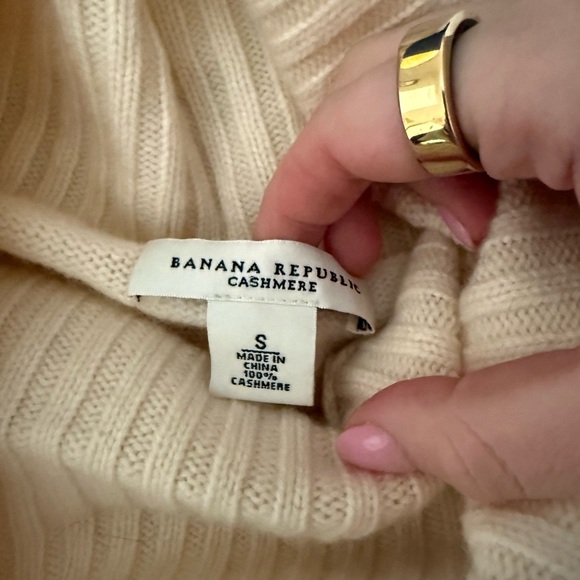 BANANA REPUBLIC
CASHMERE
S
MADE IN
CHINA
100%
CASHMERE